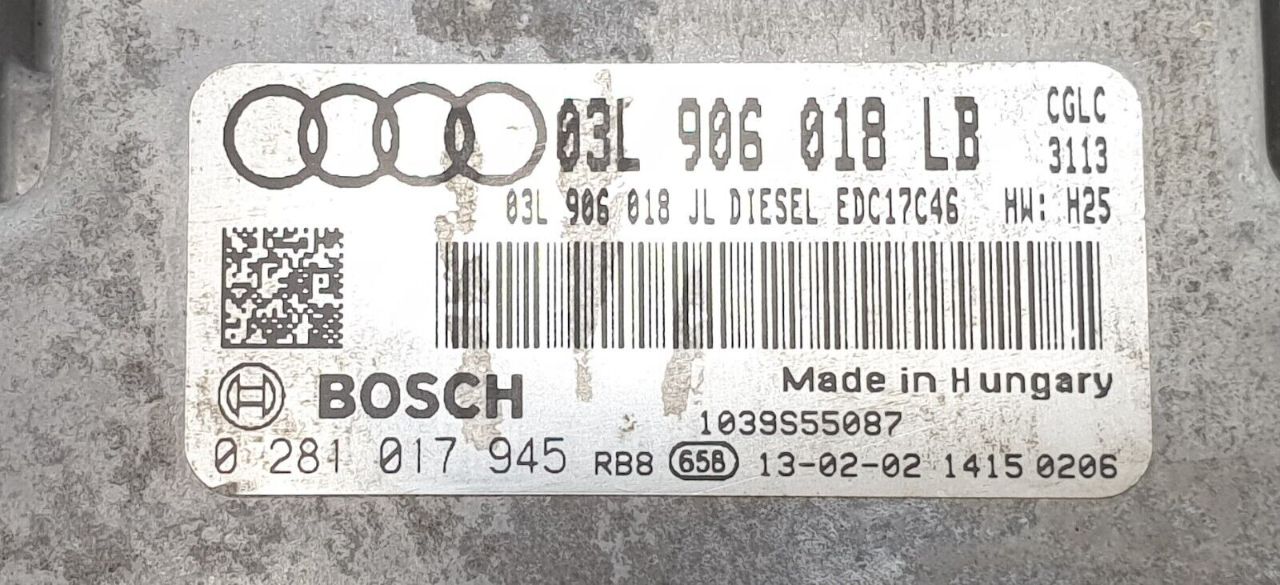 03L 906 018 LB CGLC
3113
03L 906 018 JL DIESEL EDC17C46 HW: H25
BOSCH
Made in Hungary
1039S55087
0 281 017 945 RB8 658 13-02-02 1415 0206